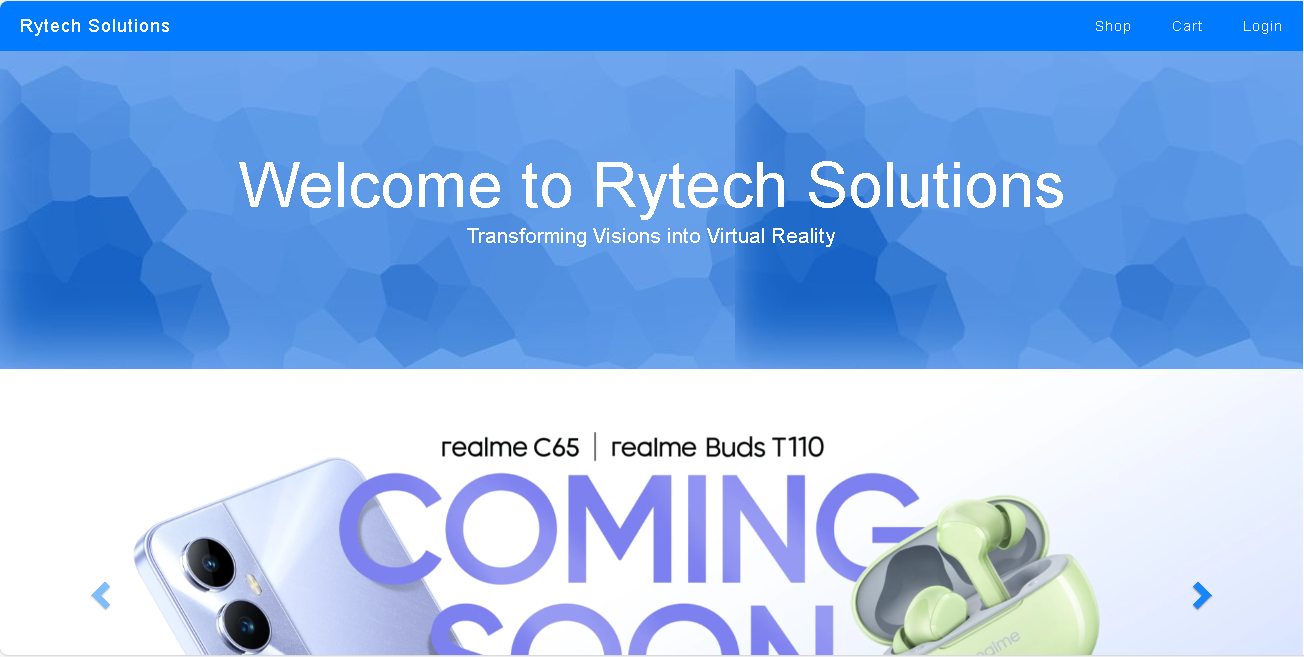 Rytech Solutions
Shop Cart Login
Welcome to Rytech Solutions
Transforming Visions into Virtual Reality
realme C65 | realme Buds T110
COMING
SOON
realme